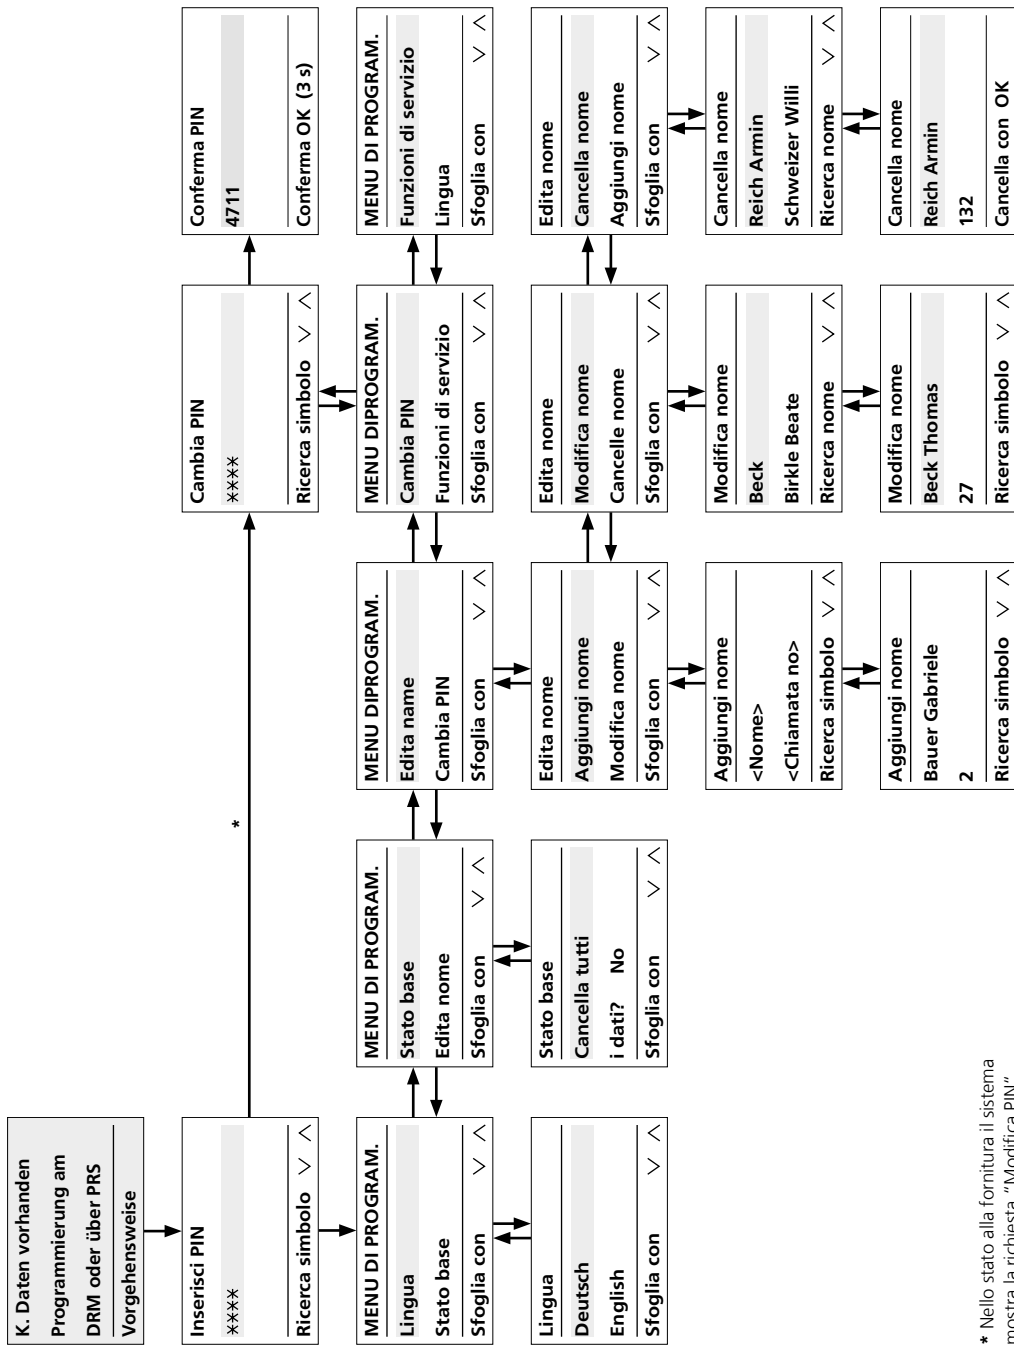 K. Daten vorhanden
Programmierung am
DRM oder über PRS
Vorgehensweise
Inserisci PIN
****
Ricerca simbolo ∨ ∧
*
Cambia PIN
****
Ricerca simbolo ∨ ∧
Conferma PIN
4711
Conferma OK (3 s)
MENU DI PROGRAM.
Lingua
Stato base
Sfoglia con ∨ ∧
MENU DI PROGRAM.
Stato base
Edita nome
Sfoglia con ∨ ∧
MENU DIPROGRAM.
Edita name
Cambia PIN
Sfoglia con ∨ ∧
MENU DIPROGRAM.
Cambia PIN
Funzioni di servizio
Sfoglia con ∨ ∧
MENU DI PROGRAM.
Funzioni di servizio
Lingua
Sfoglia con ∨ ∧
Lingua
Deutsch
English
Sfoglia con ∨ ∧
Stato base
Cancella tutti
i dati? No
Sfoglia con ∨ ∧
Edita nome
Aggiungi nome
Modifica nome
Sfoglia con ∨ ∧
Edita nome
Modifica nome
Cancelle nome
Sfoglia con ∨ ∧
Edita nome
Cancella nome
Aggiungi nome
Sfoglia con ∨ ∧
Aggiungi nome
<Nome>
<Chiamata no>
Ricerca simbolo ∨ ∧
Modifica nome
Beck
Birkle Beate
Ricerca nome ∨ ∧
Cancella nome
Reich Armin
Schweizer Willi
Ricerca nome ∨ ∧
Aggiungi nome
Bauer Gabriele
2
Ricerca simbolo ∨ ∧
Modifica nome
Beck Thomas
27
Ricerca simbolo ∨ ∧
Cancella nome
Reich Armin
132
Cancella con OK
* Nello stato alla fornitura il sistema
mostra la richiesta "Modifica PIN"